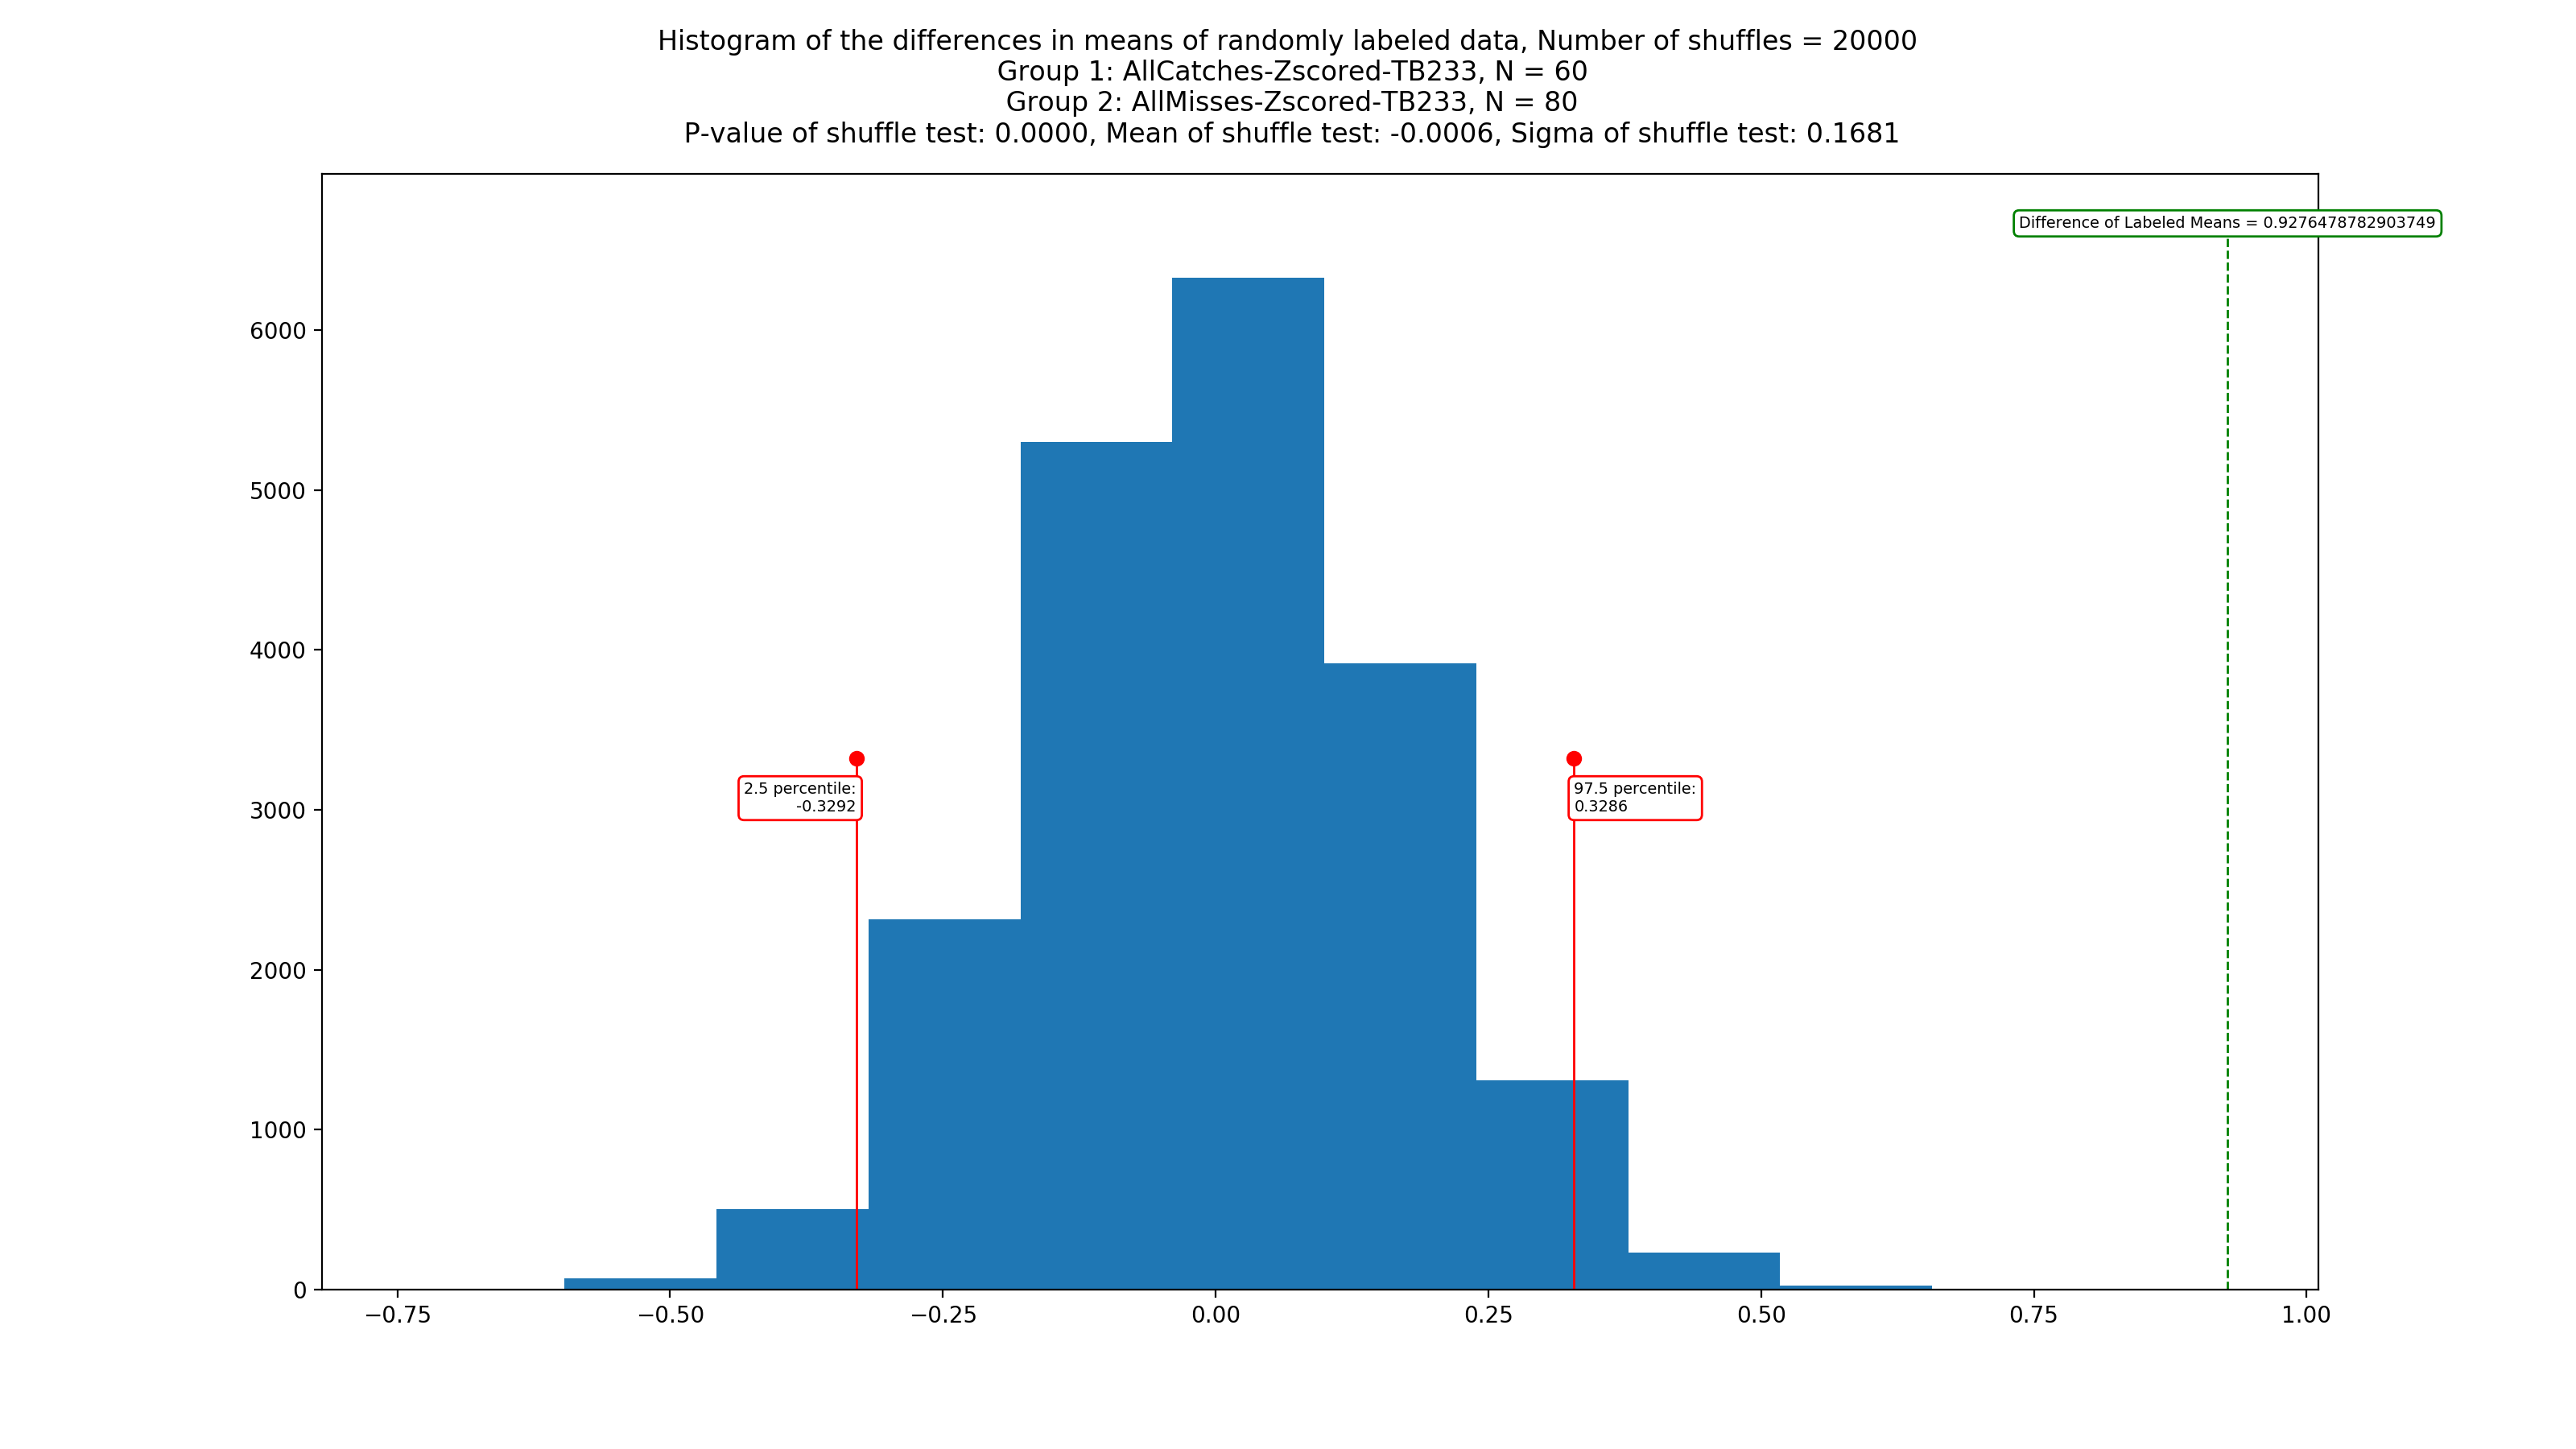 Histogram of the differences in means of randomly labeled data, Number of shuffles = 20000
Group 1: AllCatches-Zscored-TB233, N = 60
Group 2: AllMisses-Zscored-TB233, N = 80
P-value of shuffle test: 0.0000, Mean of shuffle test: -0.0006, Sigma of shuffle test: 0.1681
Difference of Labeled Means = 0.9276478782903749
6000
5000
4000
3000
2000
1000
0
2.5 percentile:
-0.3292
97.5 percentile:
0.3286
−0.75
−0.50
−0.25
0.00
0.25
0.50
0.75
1.00